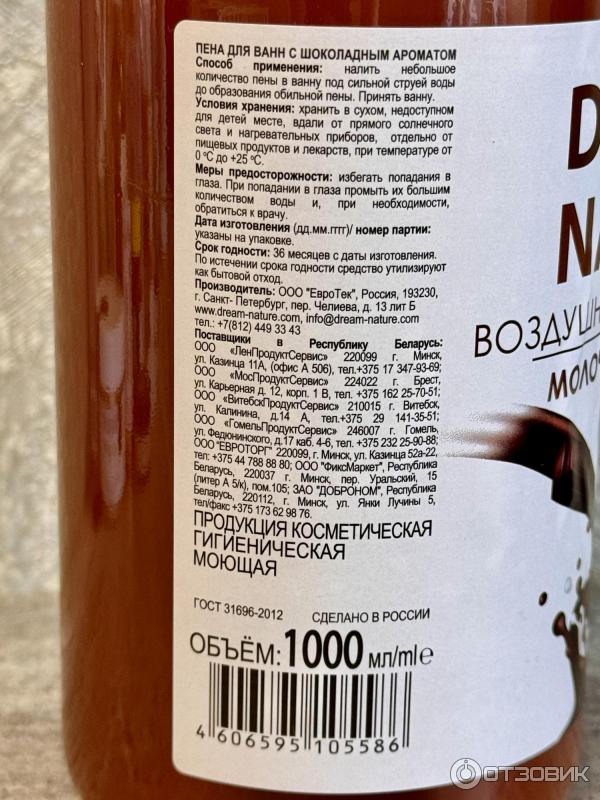 ПЕНА ДЛЯ ВАНН С ШОКОЛАДНЫМ АРОМАТОМ
Способ применения: налить небольшое
количество пены в ванну под сильной струей воды
до образования обильной пены. Принять ванну.
Условия хранения: хранить в сухом, недоступном
для детей месте, вдали от прямого солнечного
света и нагревательных приборов, отдельно от
пищевых продуктов и лекарств, при температуре от
0 °С до +25 °С.
Меры предосторожности: избегать попадания в
глаза. При попадании в глаза промыть их большим
количеством воды и, при необходимости,
обратиться к врачу.
Дата изготовления (дд.мм.гггг)/ номер партии:
указаны на упаковке.
Срок годности: 36 месяцев с даты изготовления.
По истечении срока годности средство утилизируют
как бытовой отход.
Производитель: ООО "ЕвроТек", Россия, 193230,
г. Санкт- Петербург, пер. Челиева, д. 13 лит Б
www.dream-nature.com, info@dream-nature.com
тел.: +7(812) 449 33 43
Поставщики в Республику Беларусь:
ООО «ЛенПродуктСервис» 220099 г. Минск,
ул. Казинца 11А, (офис А 506), тел.+375 17 347-93-69;
ООО «МосПродуктСервис» 224022 г. Брест,
ул. Карьерная д. 12, корп. 1 В, тел.+375 162 25-70-51;
ООО «ВитебскПродуктСервис» 210015 г. Витебск,
ул. Калинина, д.14 А, тел.+375 29 141-35-51;
ООО «ГомельПродуктСервис» 246007 г. Гомель,
ул. Федюнинского, д.17 каб. 4-6, тел.+375 232 25-90-88;
ООО "ЕВРОТОРГ" 220099, г. Минск, ул. Казинца 52а-22,
тел: +375 44 788 88 80; ООО "ФиксМаркет", Республика
Беларусь, 220037 г. Минск, пер. Уральский, 15
(литер А 5/к), пом.105; ЗАО "ДОБРОНОМ", Республика
Беларусь, 220112, г. Минск, ул. Янки Лучины 5,
тел/факс +375 173 62 98 76.
ПРОДУКЦИЯ КОСМЕТИЧЕСКАЯ
ГИГИЕНИЧЕСКАЯ
МОЮЩАЯ
ГОСТ 31696-2012 СДЕЛАНО В РОССИИ
ОБЪЁМ: 1000 мл/ml e
4 606595 105586
D
NA
ВОЗДУШН
МОЛО
ОТЗОВИК